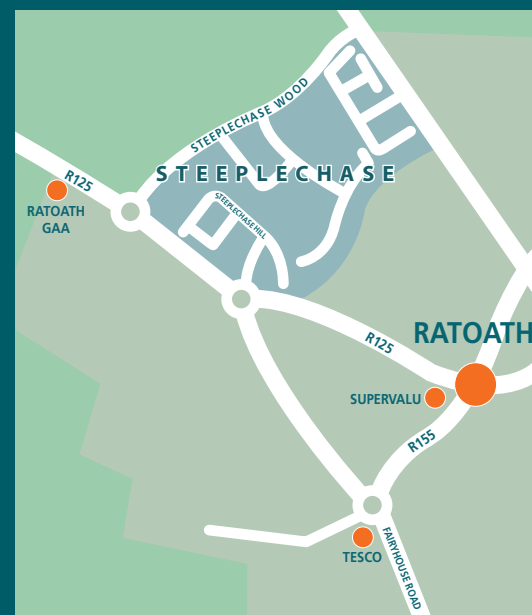 STEEPLECHASE WOOD
STEEPLECHASE
R125
RATOATH
GAA
STEEPLECHASE HILL
RATOATH
R125
SUPERVALU
R155
TESCO
FAIRYHOUSE ROAD